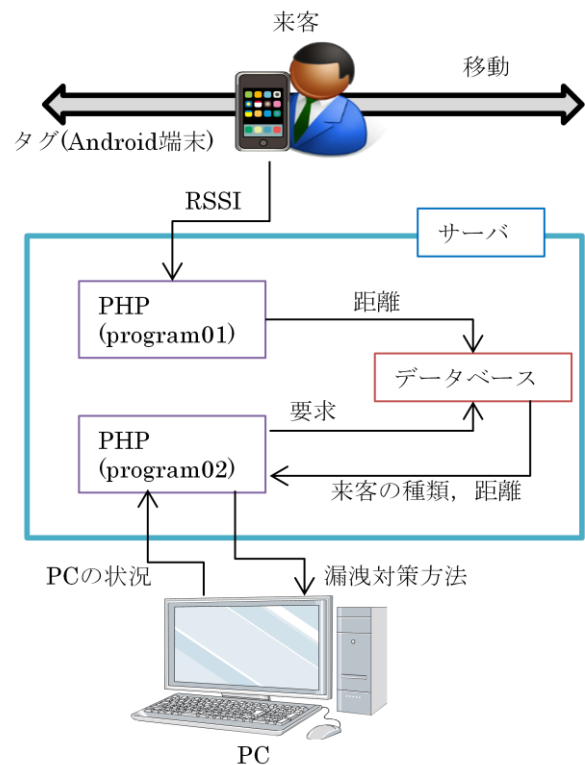 来客
移動
タグ(Android端末)
RSSI
サーバ
PHP
(program01)
距離
データベース
要求
PHP
(program02)
来客の種類，距離
PCの状況
漏洩対策方法
PC